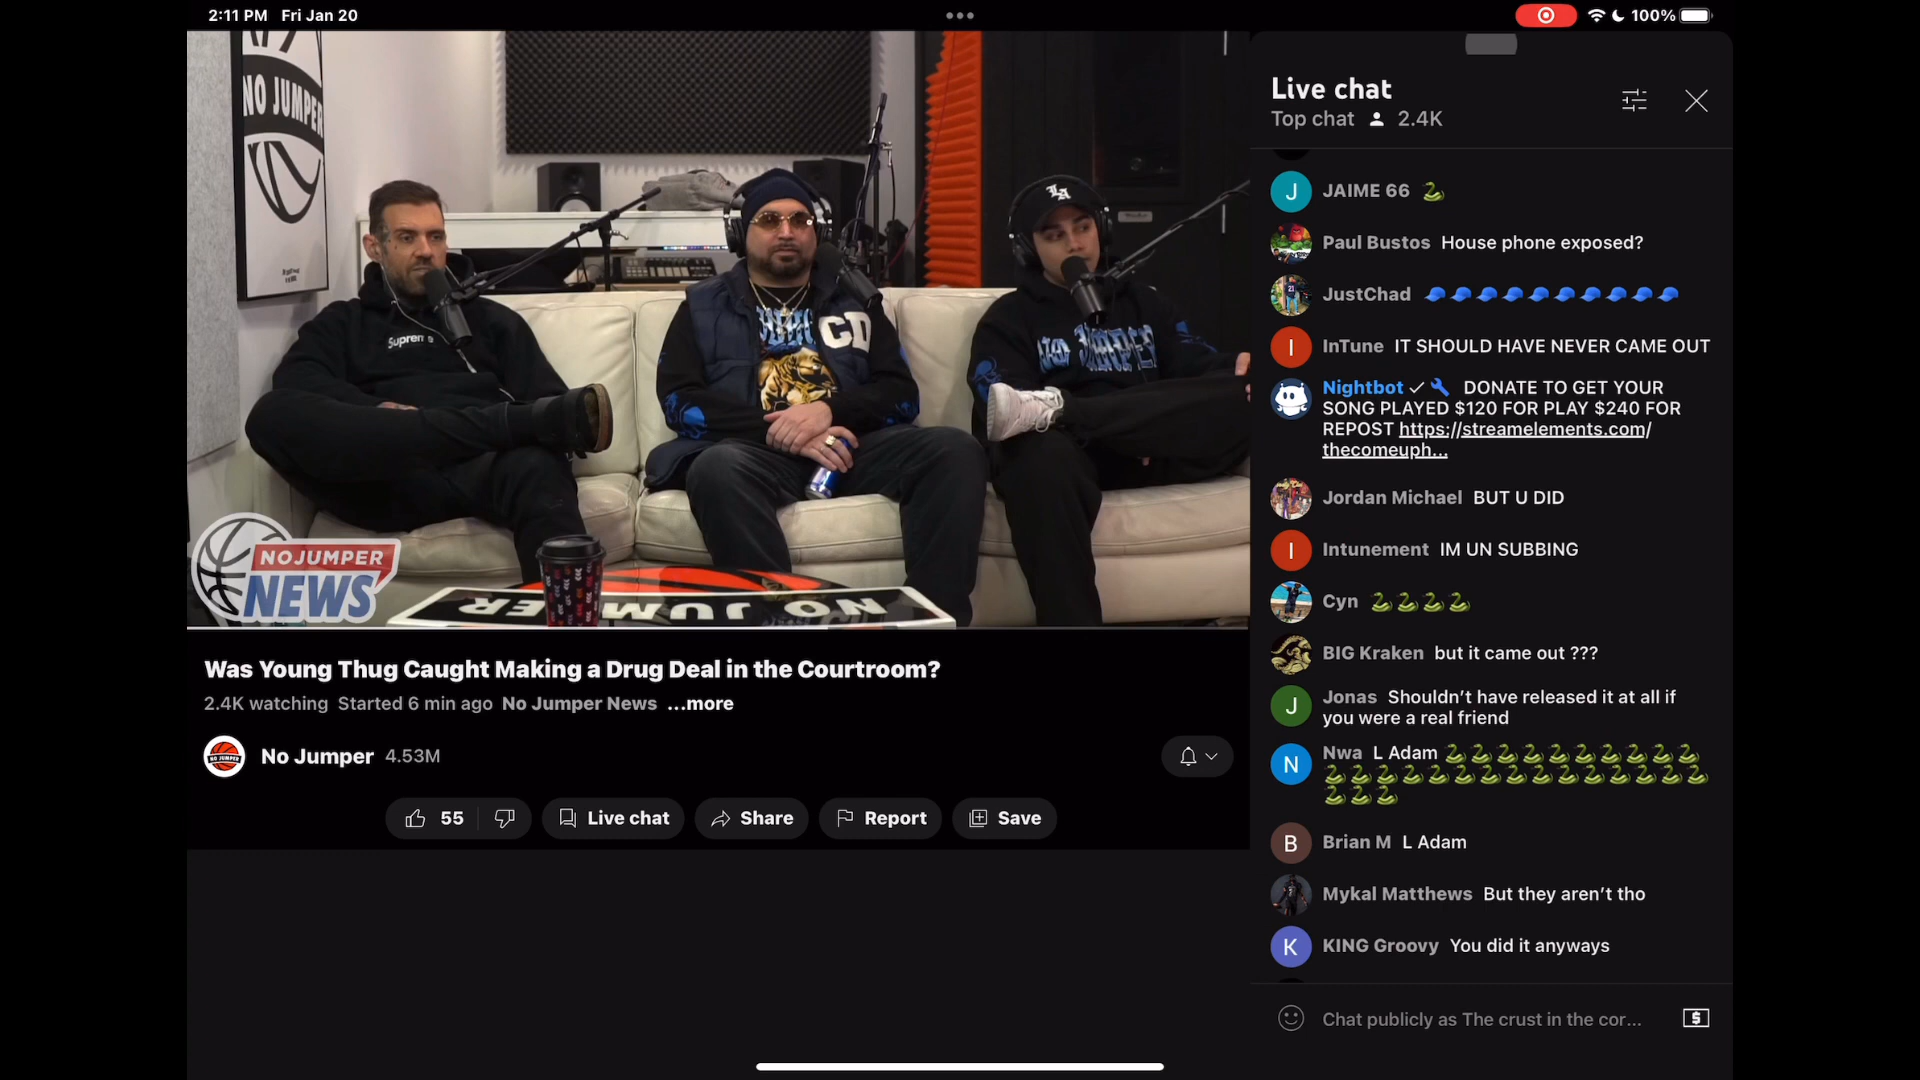 2:11 PM Fri Jan 20
100%
NO JUMPER
LA
Supreme
CD
NO JUMPER
NOJUMPER
NEWS
NO JUMPER
Was Young Thug Caught Making a Drug Deal in the Courtroom?
2.4K watching Started 6 min ago No Jumper News ...more
No Jumper 4.53M
55 Live chat Share Report Save
Live chat
Top chat 2.4K
J JAIME 66 🐍
Paul Bustos House phone exposed?
JustChad 🧢🧢🧢🧢🧢🧢🧢🧢🧢🧢
I InTune IT SHOULD HAVE NEVER CAME OUT
Nightbot DONATE TO GET YOUR
SONG PLAYED $120 FOR PLAY $240 FOR
REPOST https://streamelements.com/
thecomeuph...
Jordan Michael BUT U DID
I Intunement IM UN SUBBING
Cyn 🐍🐍🐍🐍
BIG Kraken but it came out ???
J Jonas Shouldn't have released it at all if
you were a real friend
N Nwa L Adam 🐍🐍🐍🐍🐍🐍🐍🐍🐍🐍
🐍🐍🐍🐍🐍🐍🐍🐍🐍🐍🐍🐍🐍🐍🐍
🐍🐍🐍
B Brian M L Adam
Mykal Matthews But they aren't tho
K KING Groovy You did it anyways
Chat publicly as The crust in the cor...